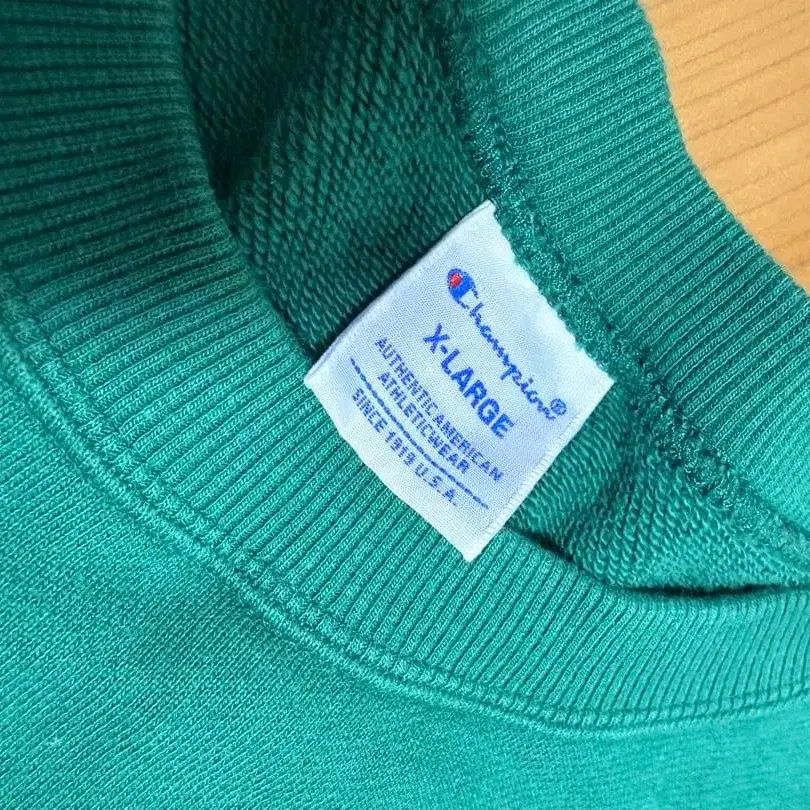 Champion®
X-LARGE
AUTHENTIC AMERICAN
ATHLETICWEAR
SINCE 1919 U.S.A.